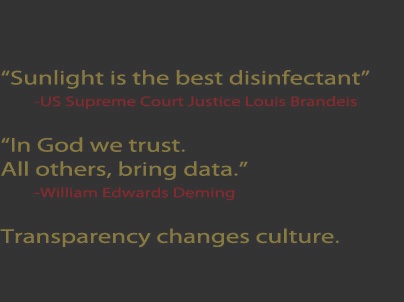 “Sunlight is the best disinfectant”
-US Supreme Court Justice Louis Brandeis
“In God we trust.
All others, bring data.”
-William Edwards Deming
Transparency changes culture.